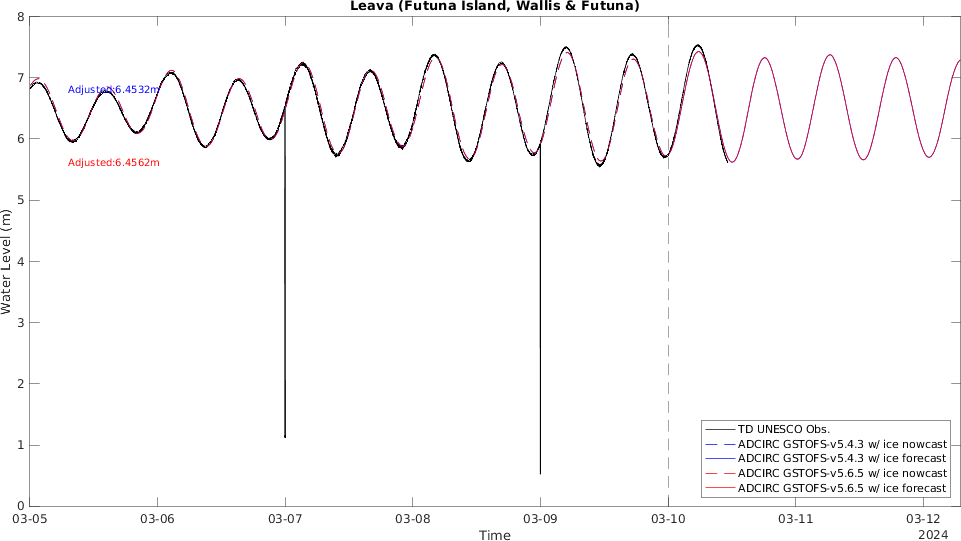 Leava (Futuna Island, Wallis & Futuna)
8
7
6
5
4
3
2
1
0
Water Level (m)
Adjusted:6.4532m
Adjusted:6.4562m
TD UNESCO Obs.
ADCIRC GSTOFS-v5.4.3 w/ ice nowcast
ADCIRC GSTOFS-v5.4.3 w/ ice forecast
ADCIRC GSTOFS-v5.6.5 w/ ice nowcast
ADCIRC GSTOFS-v5.6.5 w/ ice forecast
03-05 03-06 03-07 03-08 03-09 03-10 03-11 03-12
Time
2024